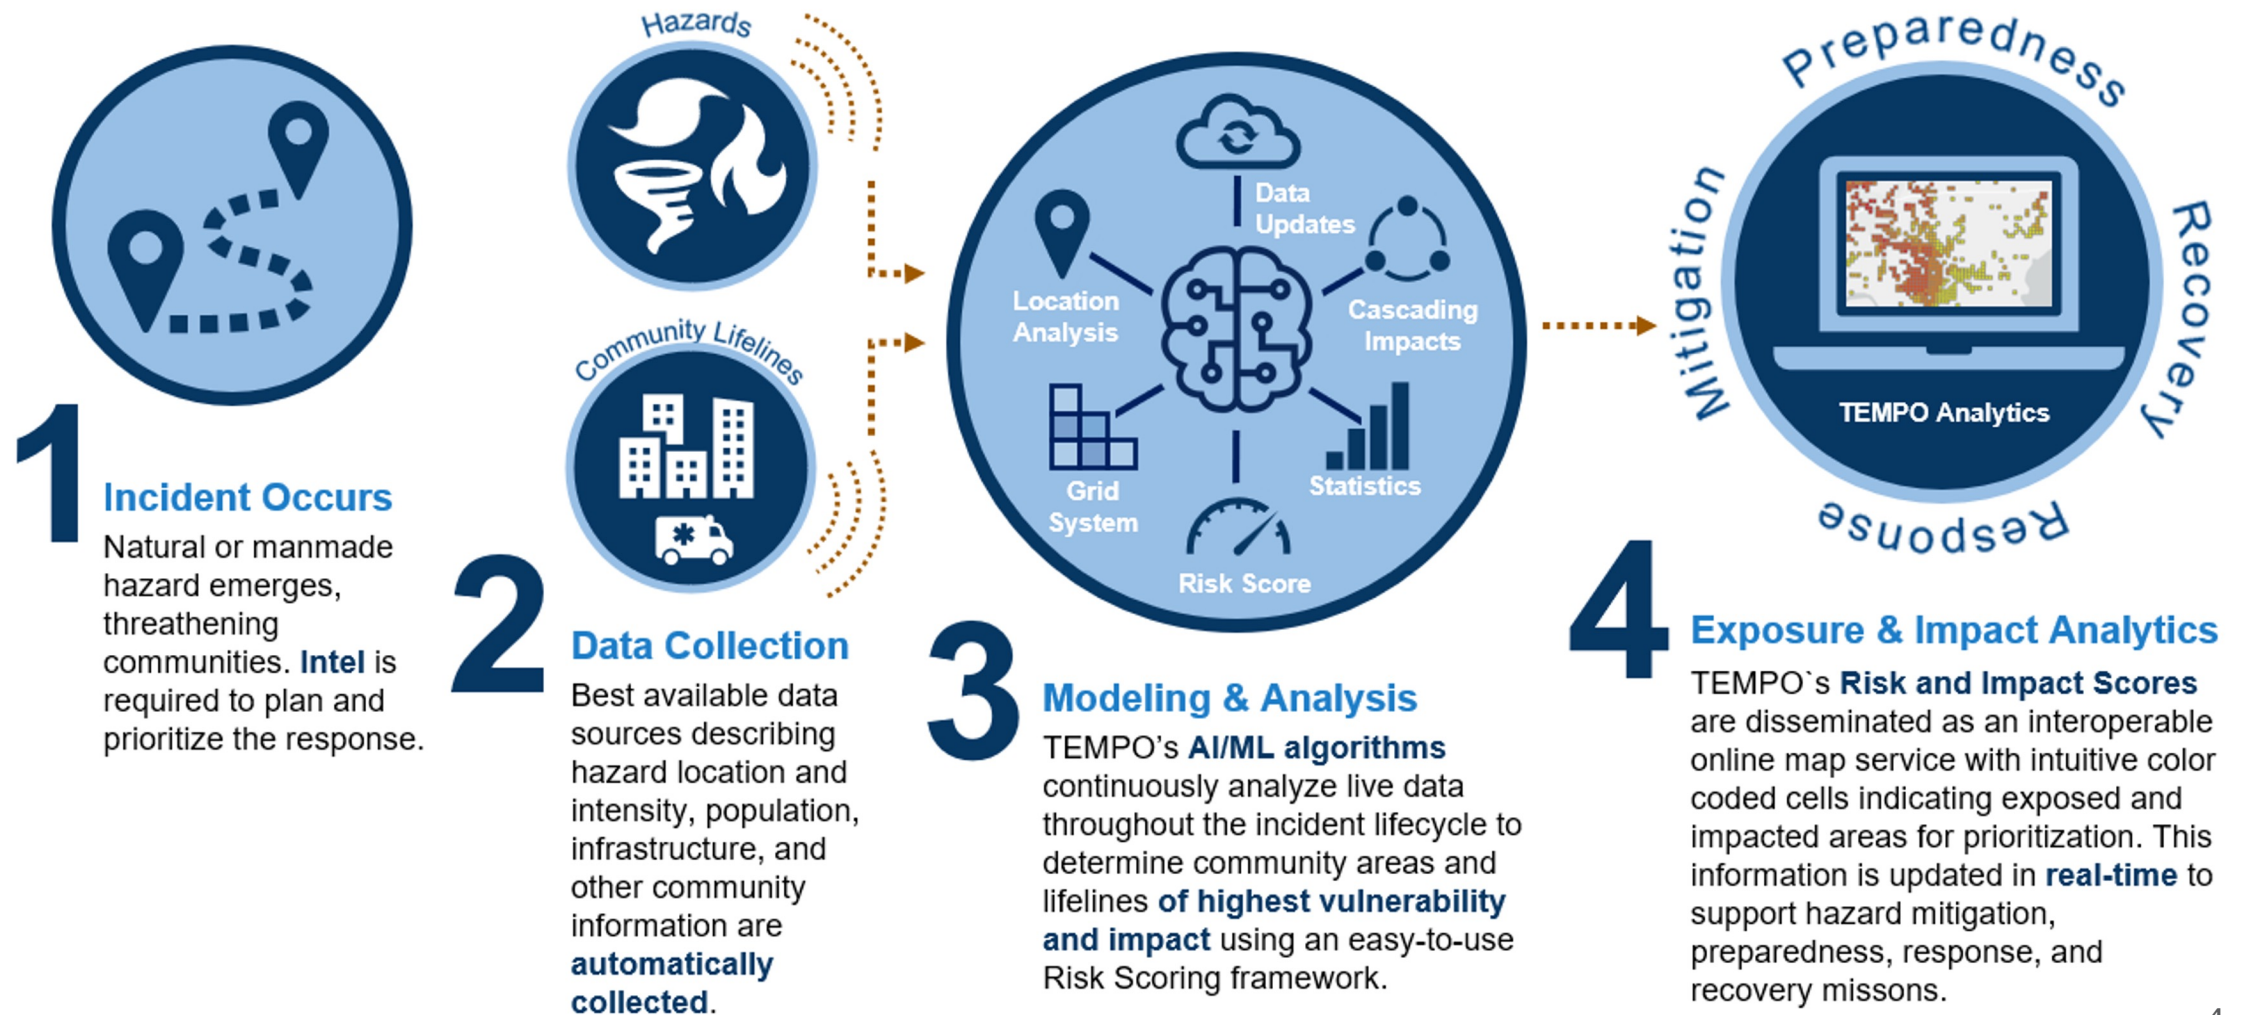 1
Incident Occurs
Natural or manmade
hazard emerges,
threathening
communities. Intel is
required to plan and
prioritize the response.
Hazards
Community Lifelines
2
Data Collection
Best available data
sources describing
hazard location and
intensity, population,
infrastructure, and
other community
information are
automatically
collected.
Data
Updates
Location
Analysis
Cascading
Impacts
Grid
System
Statistics
Risk Score
3
Modeling & Analysis
TEMPO’s AI/ML algorithms
continuously analyze live data
throughout the incident lifecycle to
determine community areas and
lifelines of highest vulnerability
and impact using an easy-to-use
Risk Scoring framework.
Preparedness
Mitigation
Recovery
TEMPO Analytics
Response
4
Exposure & Impact Analytics
TEMPO`s Risk and Impact Scores
are disseminated as an interoperable
online map service with intuitive color
coded cells indicating exposed and
impacted areas for prioritization. This
information is updated in real-time to
support hazard mitigation,
preparedness, response, and
recovery missons.